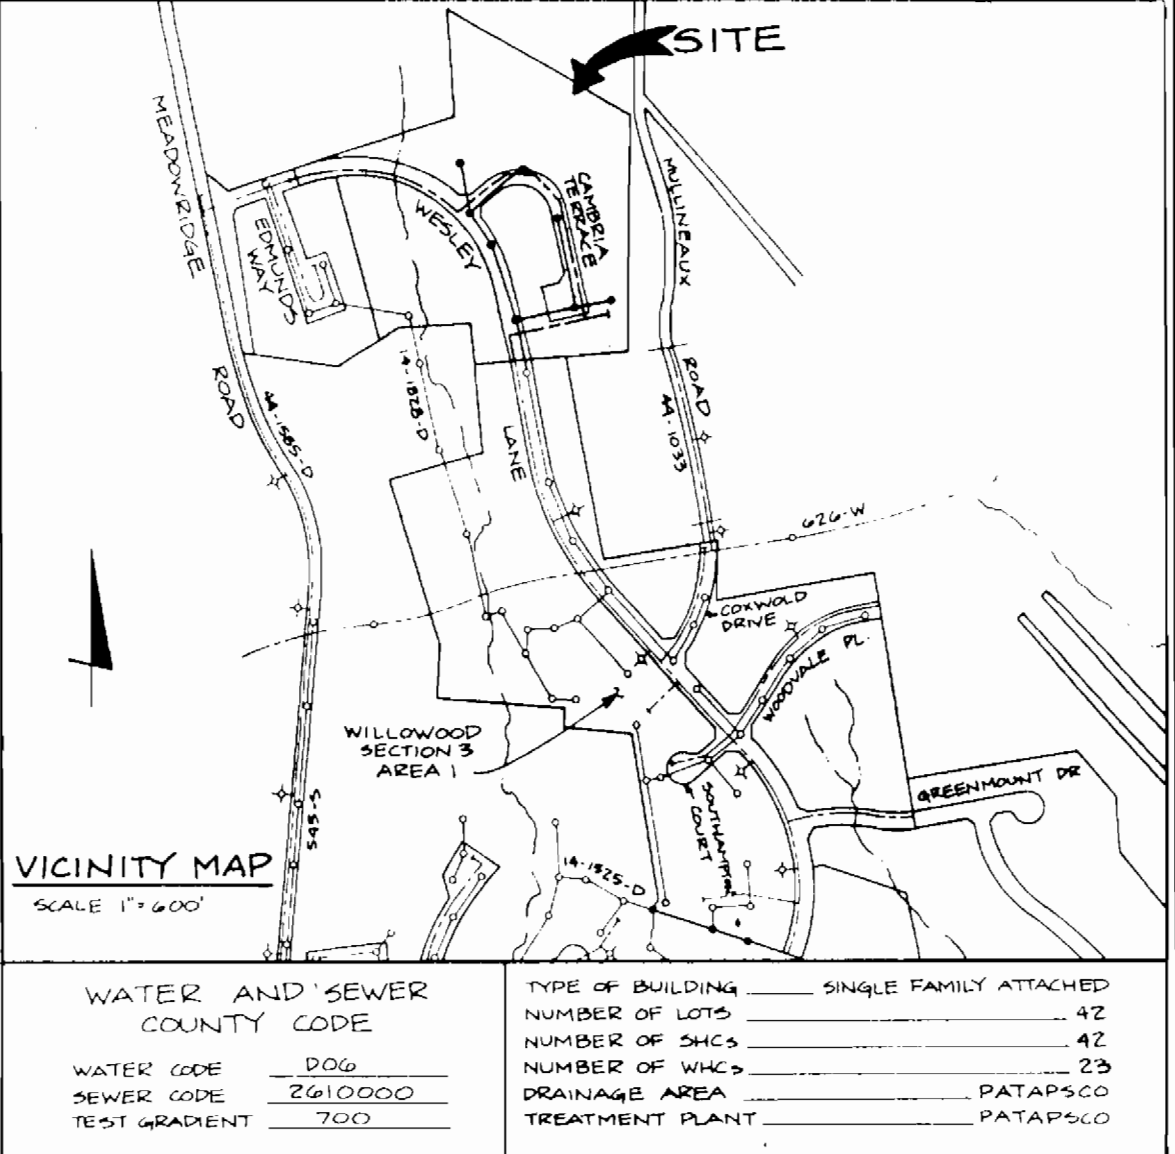 SITE
MEADOWRIDGE
ROAD
MULLINEAUX
ROAD
CAMBRIA
TERRACE
WESLEY
LANE
EDMUNDS
WAY
14-1828-D
44-1585-D
44-1033
626-W
COXWOLD
DRIVE
WOODVALE PL.
WILLOWOOD
SECTION 3
AREA 1
SOUTHAMPTON
COURT
GREENMOUNT DR
545-S
14-1525-D
VICINITY MAP
SCALE 1"=600'
WATER AND SEWER
COUNTY CODE
WATER CODE D06
SEWER CODE 2610000
TEST GRADIENT 700
TYPE OF BUILDING SINGLE FAMILY ATTACHED
NUMBER OF LOTS 42
NUMBER OF SHCs 42
NUMBER OF WHCs 23
DRAINAGE AREA PATAPSCO
TREATMENT PLANT PATAPSCO